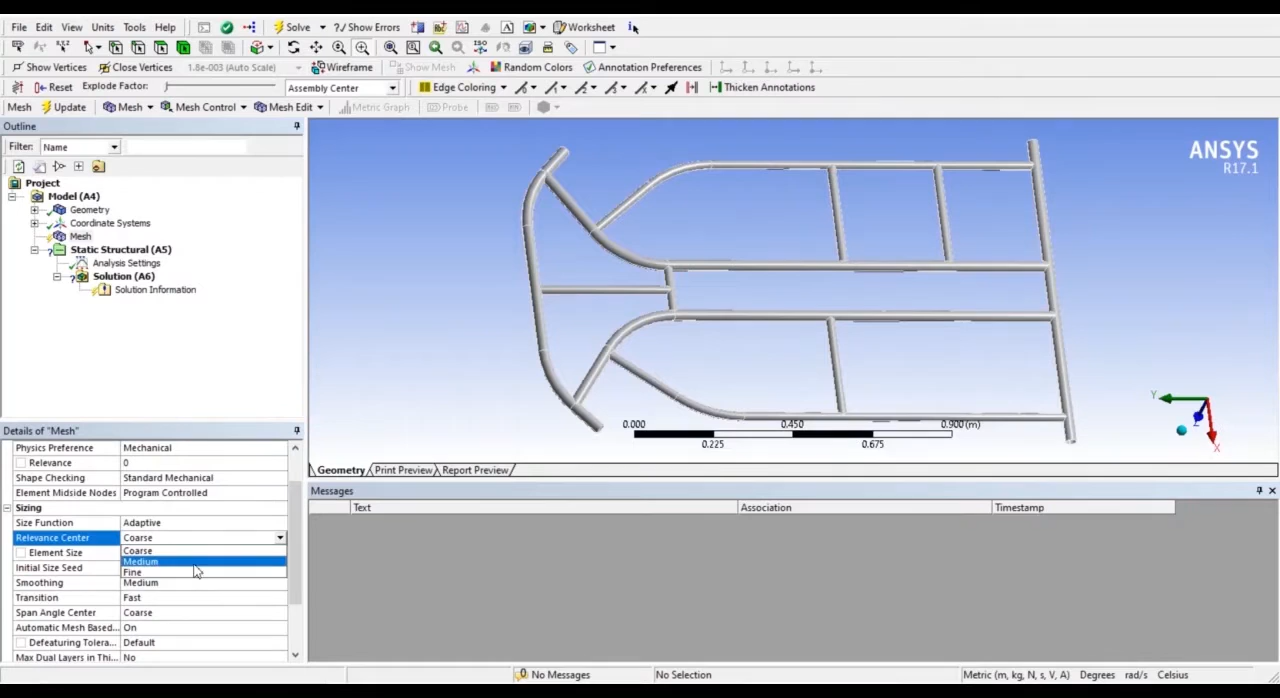 File Edit View Units Tools Help Solve ?/ Show Errors Worksheet
Show Vertices Close Vertices 1.8e-003 (Auto Scale) Wireframe Show Mesh Random Colors Annotation Preferences
Reset Explode Factor: Assembly Center Edge Coloring Thicken Annotations
Mesh Update Mesh Mesh Control Mesh Edit Metric Graph Probe
Outline
Filter: Name
Project
Model (A4)
Geometry
Coordinate Systems
Mesh
Static Structural (A5)
Analysis Settings
Solution (A6)
Solution Information
Details of "Mesh"
Physics Preference Mechanical
Relevance 0
Shape Checking Standard Mechanical
Element Midside Nodes Program Controlled
Sizing
Size Function Adaptive
Relevance Center Coarse
Coarse
Element Size
Medium
Initial Size Seed
Fine
Smoothing Medium
Transition Fast
Span Angle Center Coarse
Automatic Mesh Based... On
Defeaturing Tolera... Default
Max Dual Layers in Thi... No
ANSYS
R17.1
Y
Z
X
0.000 0.450 0.900 (m)
0.225 0.675
Geometry Print Preview Report Preview
Messages
Text Association Timestamp
No Messages No Selection Metric (m, kg, N, s, V, A) Degrees rad/s Celsius